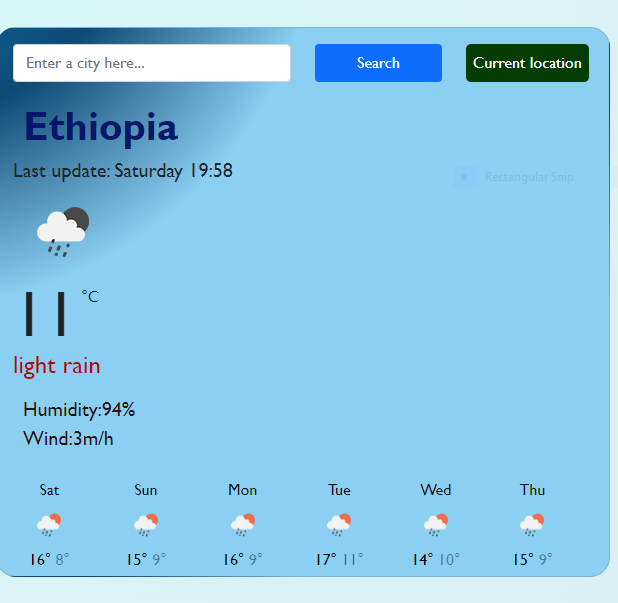 Enter a city here...
Search
Current location
Ethiopia
Last update: Saturday 19:58
Rectangular Snip
11 °C
light rain
Humidity:94%
Wind:3m/h
Sat Sun Mon Tue Wed Thu
16° 8° 15° 9° 16° 9° 17° 11° 14° 10° 15° 9°